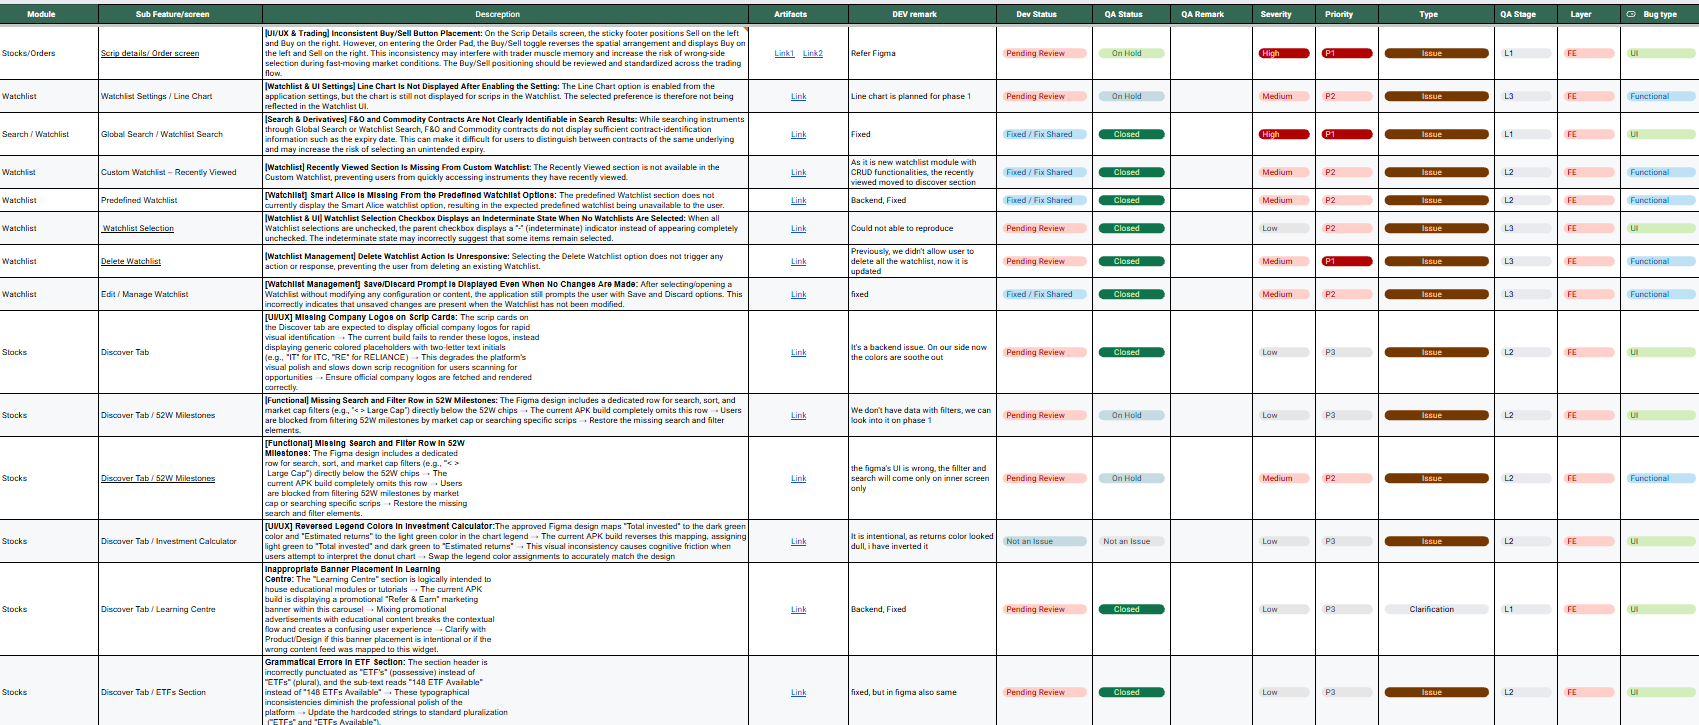 Module Sub Feature/screen Descreption Artifacts DEV remark Dev Status QA Status QA Remark Severity Priority Type QA Stage Layer Bug type
Stocks/Orders Scrip details/ Order screen
[UI/UX & Trading] Inconsistent Buy/Sell Button Placement: On the Scrip Details screen, the sticky footer positions Sell on the left
and Buy on the right. However, on entering the Order Pad, the Buy/Sell toggle reverses the spatial arrangement and displays Buy on
the left and Sell on the right. This inconsistency may interfere with trader muscle memory and increase the risk of wrong-side
selection during fast-moving market conditions. The Buy/Sell positioning should be reviewed and standardized across the trading
flow.
Link1 Link2 Refer Figma Pending Review On Hold High P1 Issue L1 FE UI
Watchlist Watchlist Settings / Line Chart
[Watchlist & UI Settings] Line Chart Is Not Displayed After Enabling the Setting: The Line Chart option is enabled from the
application settings, but the chart is still not displayed for scrips in the Watchlist. The selected preference is therefore not being
reflected in the Watchlist UI.
Link Line chart is planned for phase 1 Pending Review On Hold Medium P2 Issue L3 FE Functional
Search / Watchlist Global Search / Watchlist Search
[Search & Derivatives] F&O and Commodity Contracts Are Not Clearly Identifiable in Search Results: While searching instruments
through Global Search or Watchlist Search, F&O and Commodity contracts do not display sufficient contract-identification
information such as the expiry date. This can make it difficult for users to distinguish between contracts of the same underlying
and may increase the risk of selecting an unintended expiry.
Link Fixed Fixed / Fix Shared Closed High P1 Issue L1 FE UI
Watchlist Custom Watchlist – Recently Viewed
[Watchlist] Recently Viewed Section Is Missing From Custom Watchlist: The Recently Viewed section is not available in the
Custom Watchlist, preventing users from quickly accessing instruments they have recently viewed.
Link
As it is new watchlist module with
CRUD functionalities, the recently
viewed moved to discover section
Fixed / Fix Shared Closed Medium P2 Issue L2 FE Functional
Watchlist Predefined Watchlist
[Watchlist] Smart Alice Is Missing From the Predefined Watchlist Options: The predefined Watchlist section does not
currently display the Smart Alice watchlist option, resulting in the expected predefined watchlist being unavailable to the user.
Link Backend, Fixed Fixed / Fix Shared Closed Medium P2 Issue L2 FE Functional
Watchlist Watchlist Selection
[Watchlist & UI] Watchlist Selection Checkbox Displays an Indeterminate State When No Watchlists Are Selected: When all
Watchlist selections are unchecked, the parent checkbox displays a "-" (indeterminate) indicator instead of appearing completely
unchecked. The indeterminate state may incorrectly suggest that some items remain selected.
Link Could not able to reproduce Pending Review Closed Low P2 Issue L3 FE UI
Watchlist Delete Watchlist
[Watchlist Management] Delete Watchlist Action Is Unresponsive: Selecting the Delete Watchlist option does not trigger any
action or response, preventing the user from deleting an existing Watchlist.
Link
Previously, we didn't allow user to
delete all the watchlist, now it is
updated
Pending Review Closed Medium P1 Issue L3 FE Functional
Watchlist Edit / Manage Watchlist
[Watchlist Management] Save/Discard Prompt Is Displayed Even When No Changes Are Made: After selecting/opening a
Watchlist without modifying any configuration or content, the application still prompts the user with Save and Discard options. This
incorrectly indicates that unsaved changes are present when the Watchlist has not been modified.
Link fixed Fixed / Fix Shared Closed Medium P2 Issue L3 FE Functional
Stocks Discover Tab
[UI/UX] Missing Company Logos on Scrip Cards: The scrip cards on
the Discover tab are expected to display official company logos for rapid
visual identification → The current build fails to render these logos, instead
displaying generic colored placeholders with two-letter text initials
(e.g., "IT" for ITC, "RE" for RELIANCE) → This degrades the platform's
visual polish and slows down scrip recognition for users scanning for
opportunities → Ensure official company logos are fetched and rendered
correctly.
Link
It's a backend issue. On our side now
the colors are soothe out
Pending Review Closed Low P3 Issue L2 FE UI
Stocks Discover Tab / 52W Milestones
[Functional] Missing Search and Filter Row in 52W Milestones: The Figma design includes a dedicated row for search, sort, and
market cap filters (e.g., "< > Large Cap") directly below the 52W chips → The current APK build completely omits this row → Users
are blocked from filtering 52W milestones by market cap or searching specific scrips → Restore the missing search and filter
elements.
Link
We don't have data with filters, we can
look into it on phase 1
Pending Review On Hold Low P3 Issue L2 FE UI
Stocks Discover Tab / 52W Milestones
[Functional] Missing Search and Filter Row in 52W
Milestones: The Figma design includes a dedicated
row for search, sort, and market cap filters (e.g., "< >
Large Cap") directly below the 52W chips → The
current APK build completely omits this row → Users
are blocked from filtering 52W milestones by market
cap or searching specific scrips → Restore the missing
search and filter elements.
Link
the figma's UI is wrong, the fillter and
search will come only on inner screen
only
Pending Review On Hold Medium P2 Issue L2 FE Functional
Stocks Discover Tab / Investment Calculator
[UI/UX] Reversed Legend Colors in Investment Calculator:The approved Figma design maps "Total invested" to the dark green
color and "Estimated returns" to the light green color in the chart legend → The current APK build reverses this mapping, assigning
light green to "Total invested" and dark green to "Estimated returns" → This visual inconsistency causes cognitive friction when
users attempt to interpret the donut chart → Swap the legend color assignments to accurately match the design
Link
It is intentional, as returns color looked
dull, i have inverted it
Not an Issue Not an Issue Low P3 Issue L2 FE UI
Stocks Discover Tab / Learning Centre
Inappropriate Banner Placement in Learning
Centre: The "Learning Centre" section is logically intended to
house educational modules or tutorials → The current APK
build is displaying a promotional "Refer & Earn" marketing
banner within this carousel → Mixing promotional
advertisements with educational content breaks the contextual
flow and creates a confusing user experience → Clarify with
Product/Design if this banner placement is intentional or if the
wrong content feed was mapped to this widget.
Link Backend, Fixed Pending Review Closed Low P3 Clarification L1 FE UI
Stocks Discover Tab / ETFs Section
Grammatical Errors in ETF Section: The section header is
incorrectly punctuated as "ETF's" (possessive) instead of
"ETFs" (plural), and the sub-text reads "148 ETF Available"
instead of "148 ETFs Available" → These typographical
inconsistencies diminish the professional polish of the
platform → Update the hardcoded strings to standard pluralization
("ETFs" and "ETFs Available").
Link fixed, but in figma also same Pending Review Closed Low P3 Issue L2 FE UI